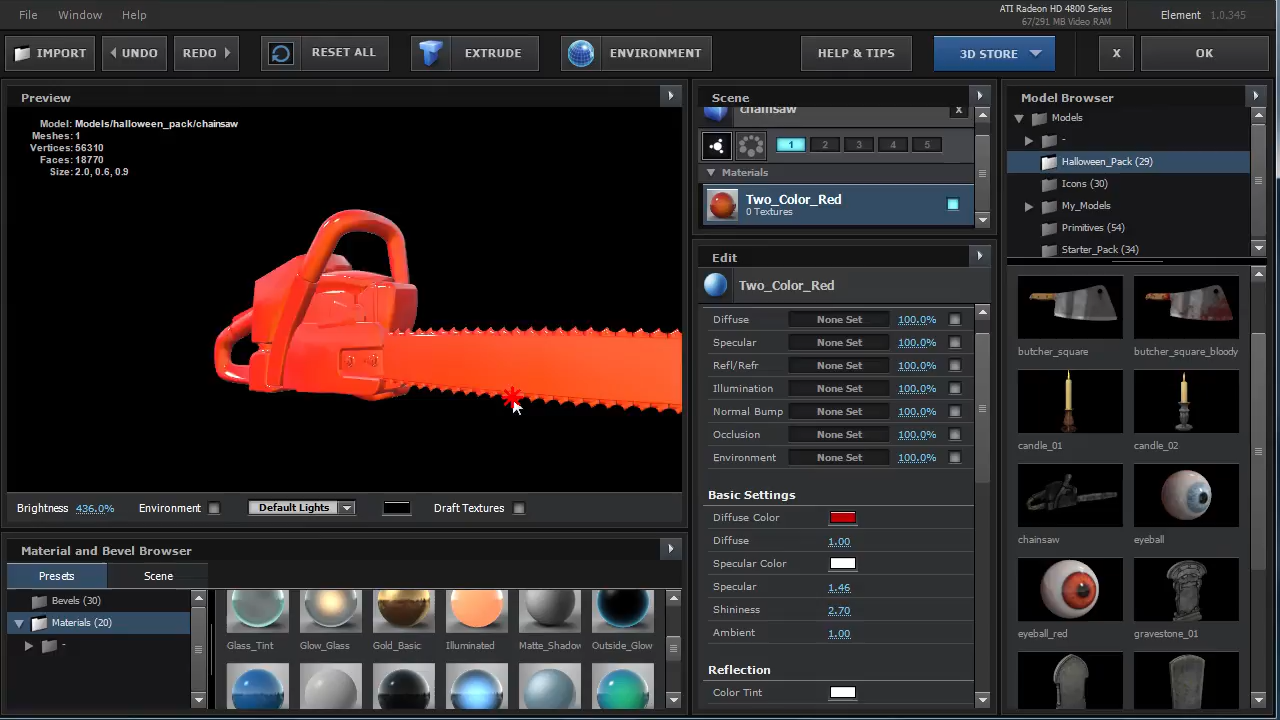 File
Window
Help
ATI Radeon HD 4800 Series
67/291 MB Video RAM
Element
1.0.345
IMPORT
UNDO
REDO
RESET ALL
EXTRUDE
ENVIRONMENT
HELP & TIPS
3D STORE
X
OK
Preview
Model: Models/halloween_pack/chainsaw
Meshes: 1
Vertices: 56310
Faces: 18770
Size: 2.0, 0.6, 0.9
Brightness
436.0%
Environment
Default Lights
Draft Textures
Material and Bevel Browser
Presets
Scene
Bevels (30)
Materials (20)
-
Glass_Tint
Glow_Glass
Gold_Basic
Illuminated
Matte_Shadow
Outside_Glow
Scene
chainsaw
x
1
2
3
4
5
Materials
Two_Color_Red
0 Textures
Edit
Two_Color_Red
Diffuse
None Set
100.0%
Specular
None Set
100.0%
Refl/Refr
None Set
100.0%
Illumination
None Set
100.0%
Normal Bump
None Set
100.0%
Occlusion
None Set
100.0%
Environment
None Set
100.0%
Basic Settings
Diffuse Color
Diffuse
1.00
Specular Color
Specular
1.46
Shininess
2.70
Ambient
1.00
Reflection
Color Tint
Model Browser
Models
-
Halloween_Pack (29)
Icons (30)
My_Models
Primitives (54)
Starter_Pack (34)
butcher_square
butcher_square_bloody
candle_01
candle_02
chainsaw
eyeball
eyeball_red
gravestone_01